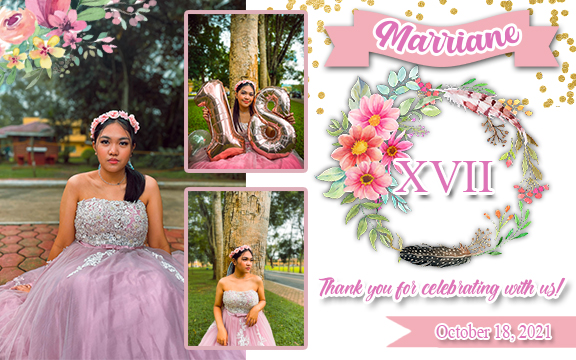 Marriane
18
XVII
Thank you for celebrating with us!
October 18, 2021